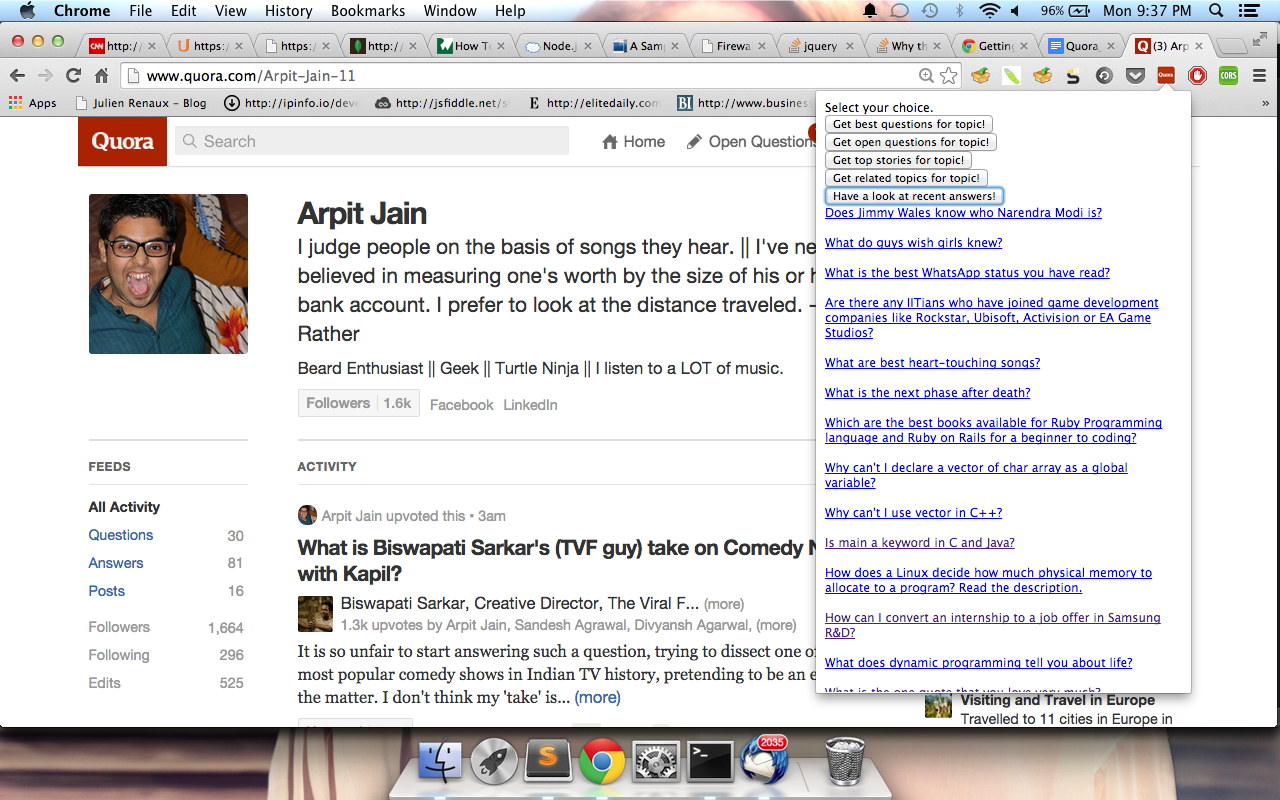 Chrome File Edit View History Bookmarks Window Help 96% Mon 9:37 PM
http:/ https: https: http:/ How T Node.j A Sam Firewa jquery Why th Getting Quora_ (3) Arp
www.quora.com/Arpit-Jain-11
CORS
Apps Julien Renaux – Blog http://ipinfo.io/deve http://jsfiddle.net/s http://elitedaily.com http://www.busines »
Quora Search Home Open Questions
Arpit Jain
I judge people on the basis of songs they hear. || I've ne
believed in measuring one's worth by the size of his or h
bank account. I prefer to look at the distance traveled. -
Rather
Beard Enthusiast || Geek || Turtle Ninja || I listen to a LOT of music.
Followers 1.6k Facebook LinkedIn
FEEDS
All Activity
Questions 30
Answers 81
Posts 16
Followers 1,664
Following 296
Edits 525
ACTIVITY
Arpit Jain upvoted this • 3am
What is Biswapati Sarkar's (TVF guy) take on Comedy N
with Kapil?
Biswapati Sarkar, Creative Director, The Viral F... (more)
1.3k upvotes by Arpit Jain, Sandesh Agrawal, Divyansh Agarwal, (more)
It is so unfair to start answering such a question, trying to dissect one o
most popular comedy shows in Indian TV history, pretending to be an e
the matter. I don't think my 'take' is... (more)
Select your choice.
Get best questions for topic!
Get open questions for topic!
Get top stories for topic!
Get related topics for topic!
Have a look at recent answers!
Does Jimmy Wales know who Narendra Modi is?
What do guys wish girls knew?
What is the best WhatsApp status you have read?
Are there any IITians who have joined game development
companies like Rockstar, Ubisoft, Activision or EA Game
Studios?
What are best heart-touching songs?
What is the next phase after death?
Which are the best books available for Ruby Programming
language and Ruby on Rails for a beginner to coding?
Why can't I declare a vector of char array as a global
variable?
Why can't I use vector in C++?
Is main a keyword in C and Java?
How does a Linux decide how much physical memory to
allocate to a program? Read the description.
How can I convert an internship to a job offer in Samsung
R&D?
What does dynamic programming tell you about life?
What is the one quote that you love very much?
Visiting and Travel in Europe
Travelled to 11 cities in Europe in
2035